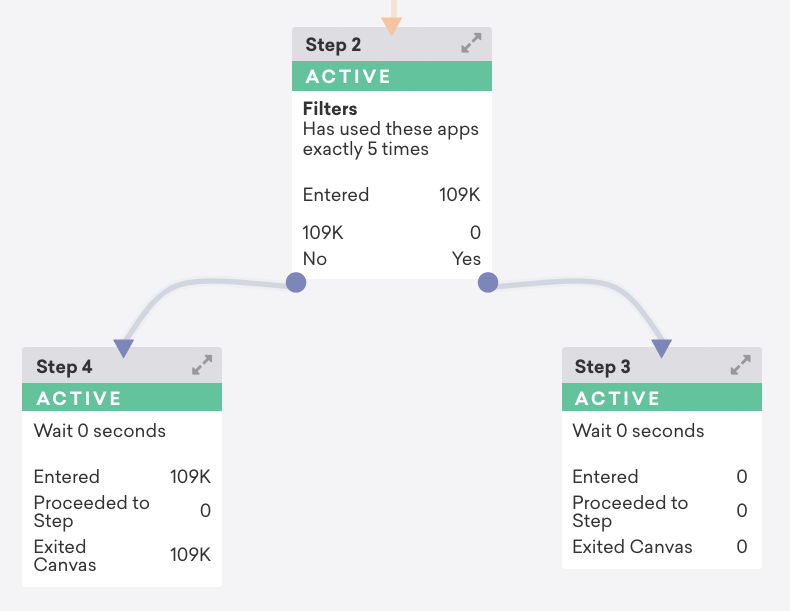 Step 2
ACTIVE
Filters
Has used these apps
exactly 5 times
Entered 109K
109K 0
No Yes
Step 4
ACTIVE
Wait 0 seconds
Entered 109K
Proceeded to
Step 0
Exited
Canvas 109K
Step 3
ACTIVE
Wait 0 seconds
Entered 0
Proceeded to
Step 0
Exited Canvas 0